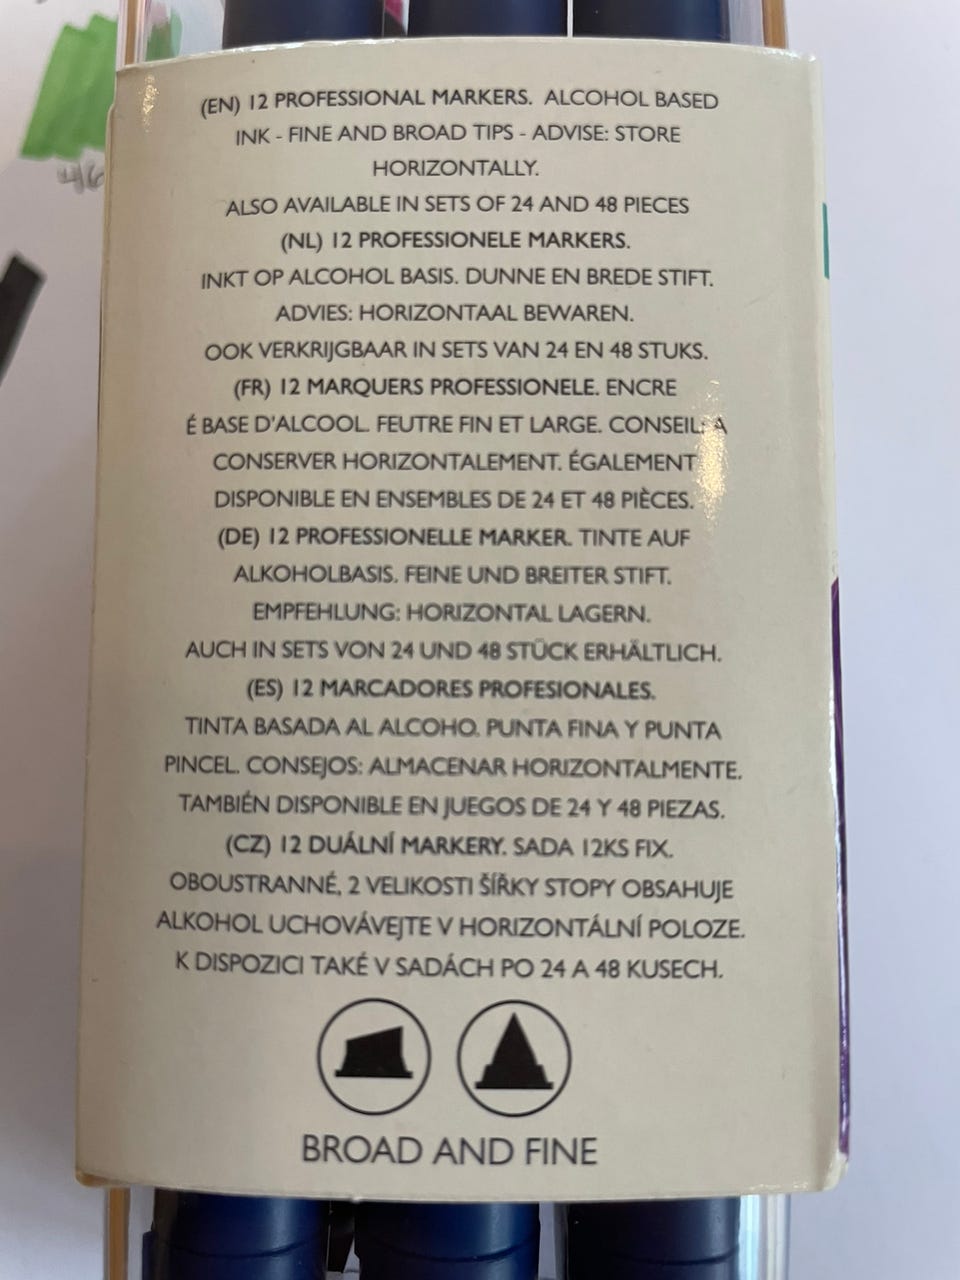 (EN) 12 PROFESSIONAL MARKERS. ALCOHOL BASED
INK - FINE AND BROAD TIPS - ADVISE: STORE
HORIZONTALLY.
ALSO AVAILABLE IN SETS OF 24 AND 48 PIECES
(NL) 12 PROFESSIONELE MARKERS.
INKT OP ALCOHOL BASIS. DUNNE EN BREDE STIFT.
ADVIES: HORIZONTAAL BEWAREN.
OOK VERKRIJGBAAR IN SETS VAN 24 EN 48 STUKS.
(FR) 12 MARQUERS PROFESSIONELE. ENCRE
É BASE D'ALCOOL. FEUTRE FIN ET LARGE. CONSEIL: A
CONSERVER HORIZONTALEMENT. ÉGALEMENT
DISPONIBLE EN ENSEMBLES DE 24 ET 48 PIÈCES.
(DE) 12 PROFESSIONELLE MARKER. TINTE AUF
ALKOHOLBASIS. FEINE UND BREITER STIFT.
EMPFEHLUNG: HORIZONTAL LAGERN.
AUCH IN SETS VON 24 UND 48 STÜCK ERHÄLTLICH.
(ES) 12 MARCADORES PROFESIONALES.
TINTA BASADA AL ALCOHO. PUNTA FINA Y PUNTA
PINCEL. CONSEJOS: ALMACENAR HORIZONTALMENTE.
TAMBIÉN DISPONIBLE EN JUEGOS DE 24 Y 48 PIEZAS.
(CZ) 12 DUÁLNÍ MARKERY. SADA 12KS FIX.
OBOUSTRANNÉ, 2 VELIKOSTI ŠÍŘKY STOPY OBSAHUJE
ALKOHOL UCHOVÁVEJTE V HORIZONTÁLNÍ POLOZE.
K DISPOZICI TAKÉ V SADÁCH PO 24 A 48 KUSECH.
BROAD AND FINE